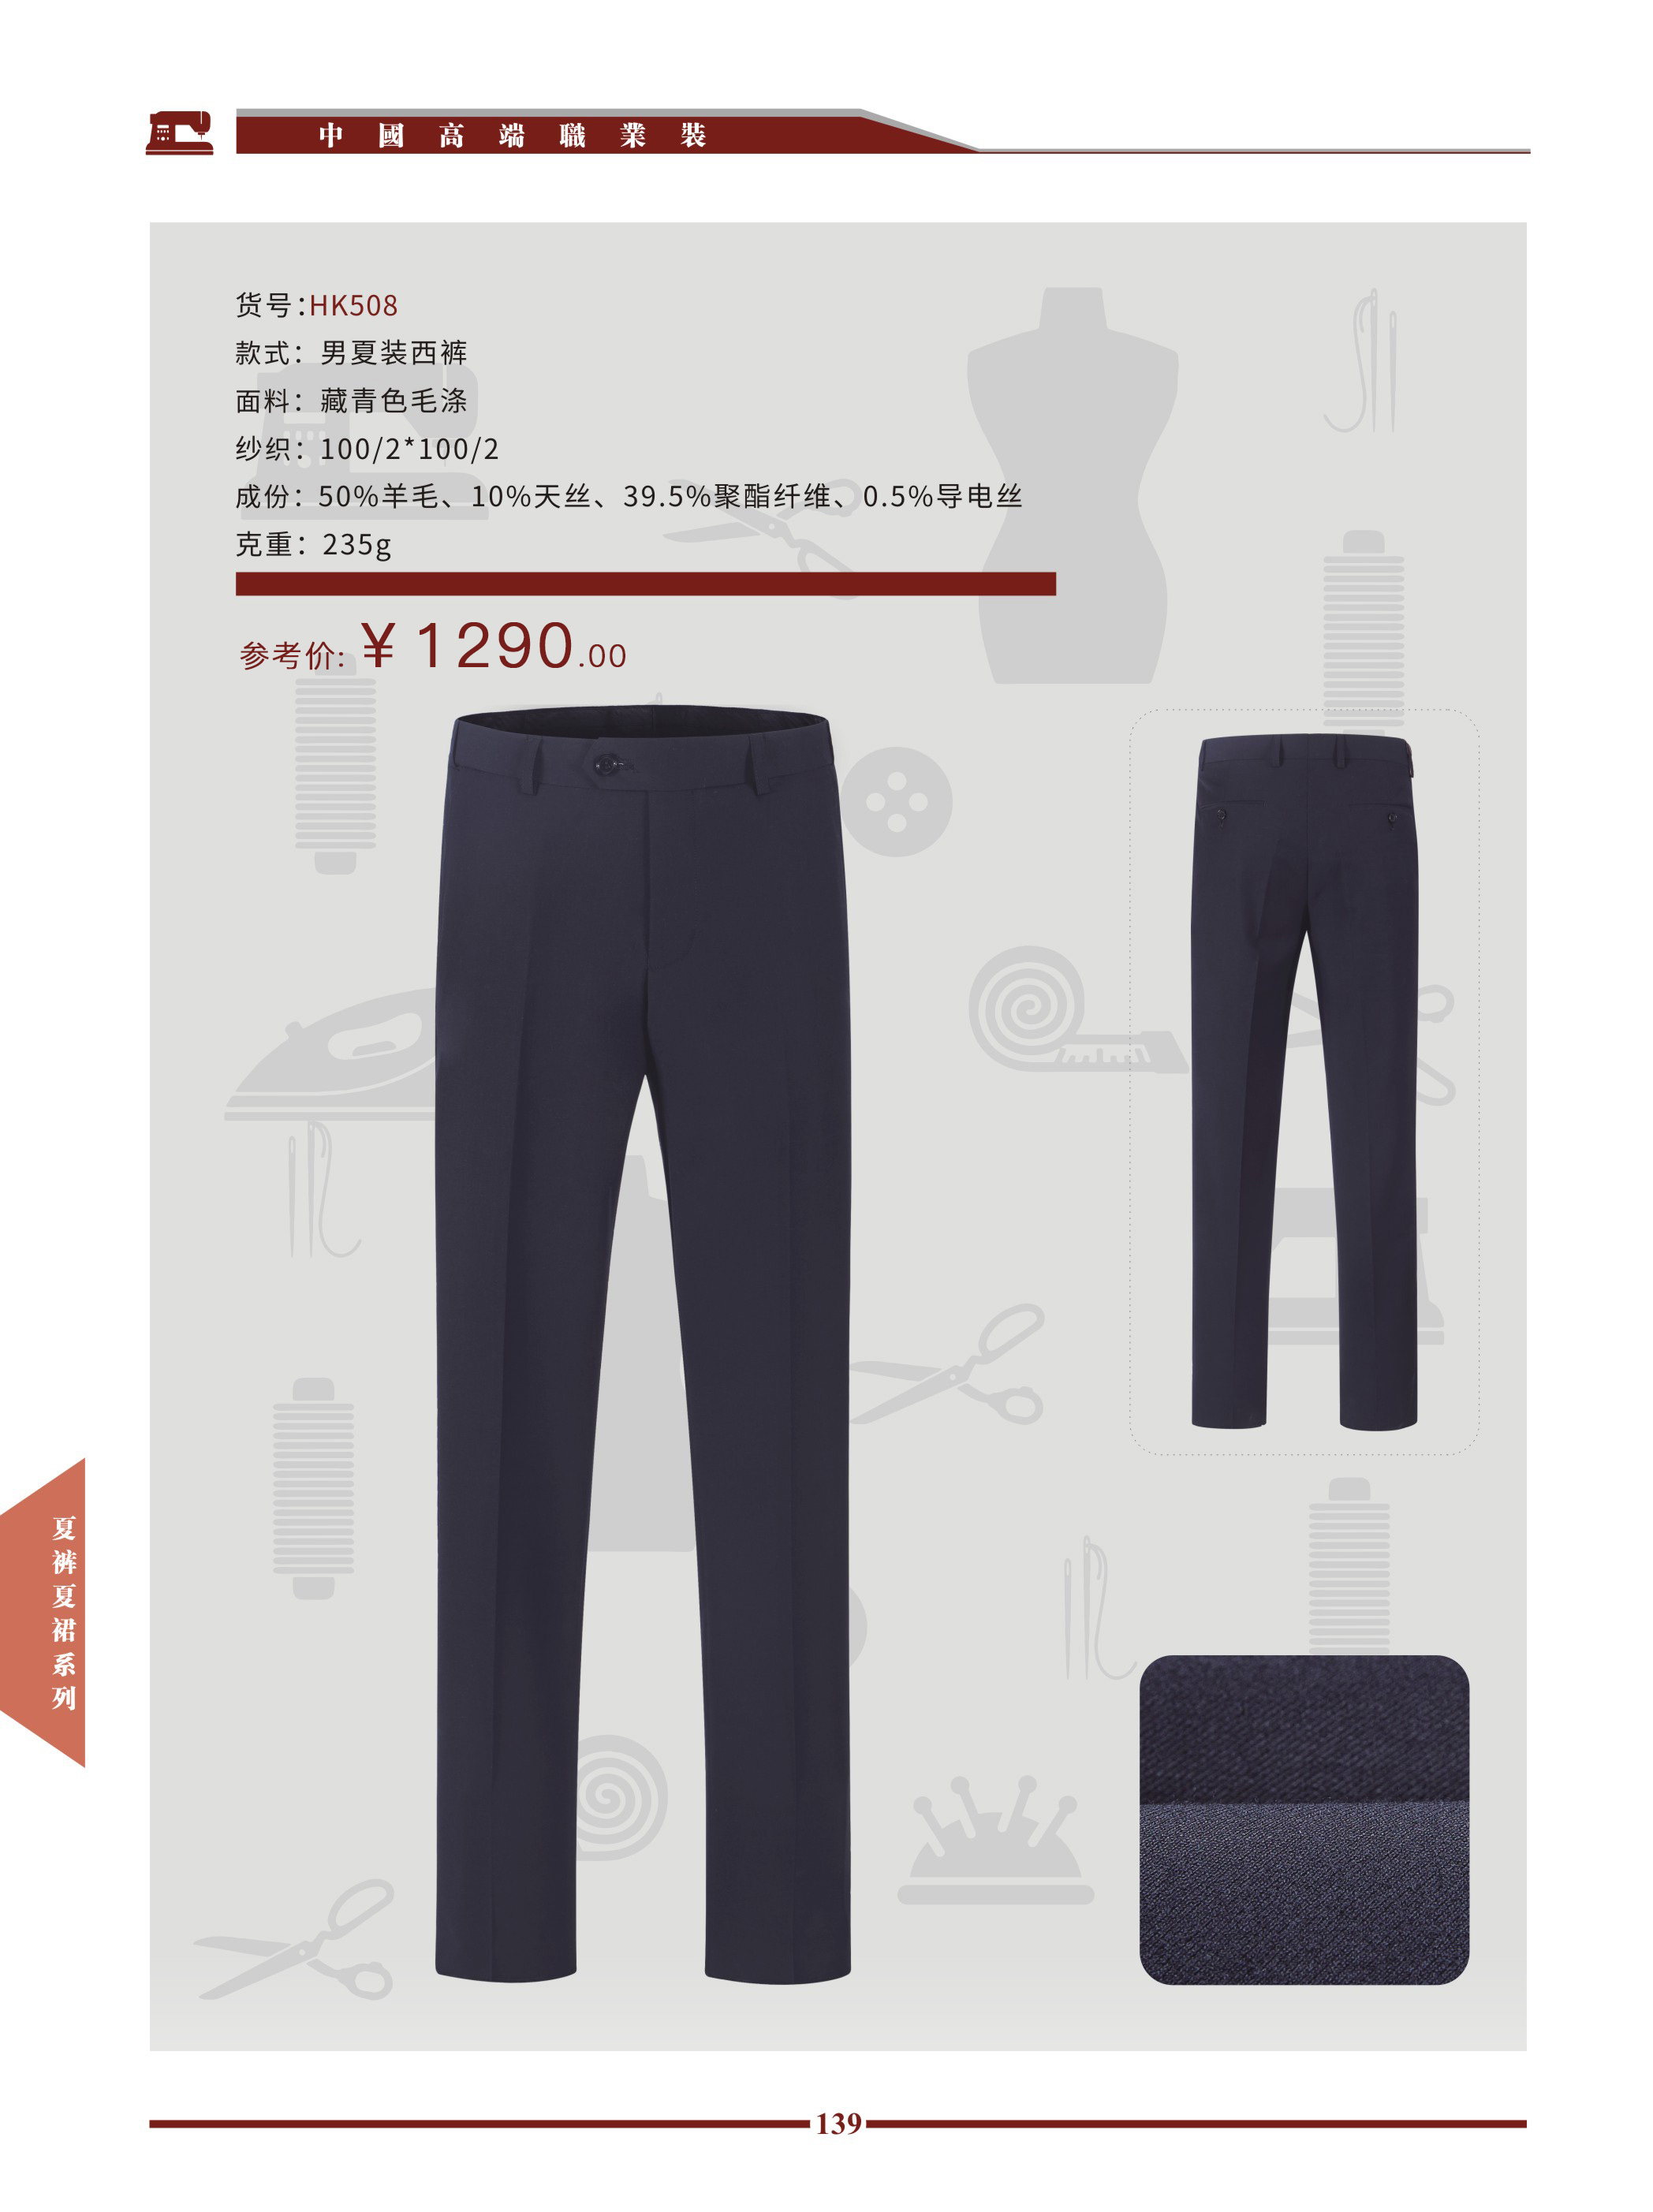 中國高端職業裝
货号:HK508
款式：男夏装西裤
面料：藏青色毛涤
纱织：100/2*100/2
成份：50%羊毛、10%天丝、39.5%聚酯纤维、0.5%导电丝
克重：235g
参考价:￥1290.00
夏裤夏裙系列
139